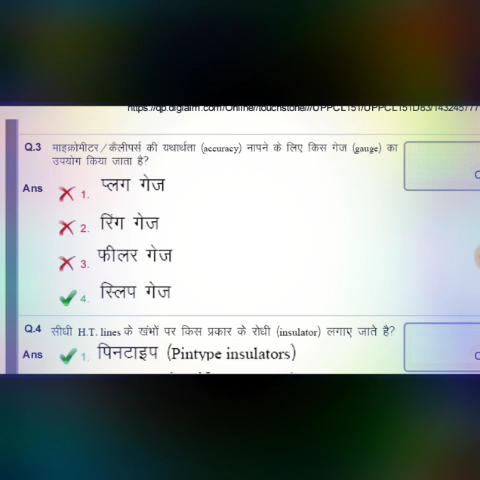 Q.3 माइक्रोमीटर/कैलीपर्स की यथार्थता (accuracy) नापने के लिए किस गेज (gauge) का
उपयोग किया जाता है?
Ans
1. प्लग गेज
2. रिंग गेज
3. फीलर गेज
4. स्लिप गेज
Q.4 सीधी H.T. lines के खंभों पर किस प्रकार के रोधी (insulator) लगाए जाते है?
Ans 1. पिनटाइप (Pintype insulators)